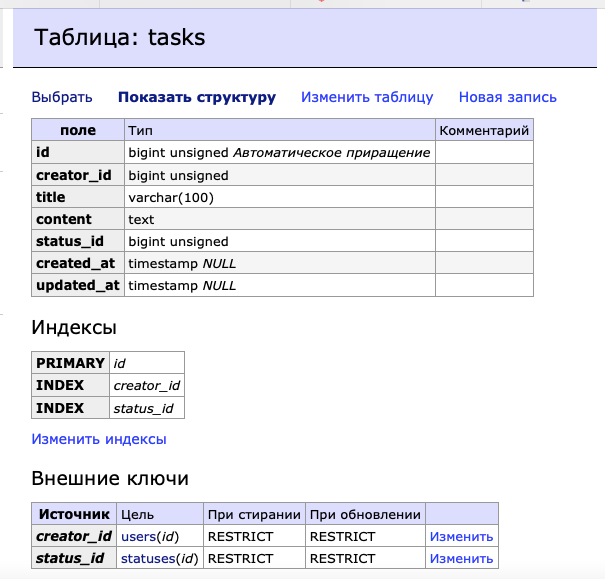 Таблица: tasks
Выбрать Показать структуру Изменить таблицу Новая запись
поле Тип Комментарий
id bigint unsigned Автоматическое приращение
creator_id bigint unsigned
title varchar(100)
content text
status_id bigint unsigned
created_at timestamp NULL
updated_at timestamp NULL
Индексы
PRIMARY id
INDEX creator_id
INDEX status_id
Изменить индексы
Внешние ключи
Источник Цель При стирании При обновлении
creator_id users(id) RESTRICT RESTRICT Изменить
status_id statuses(id) RESTRICT RESTRICT Изменить